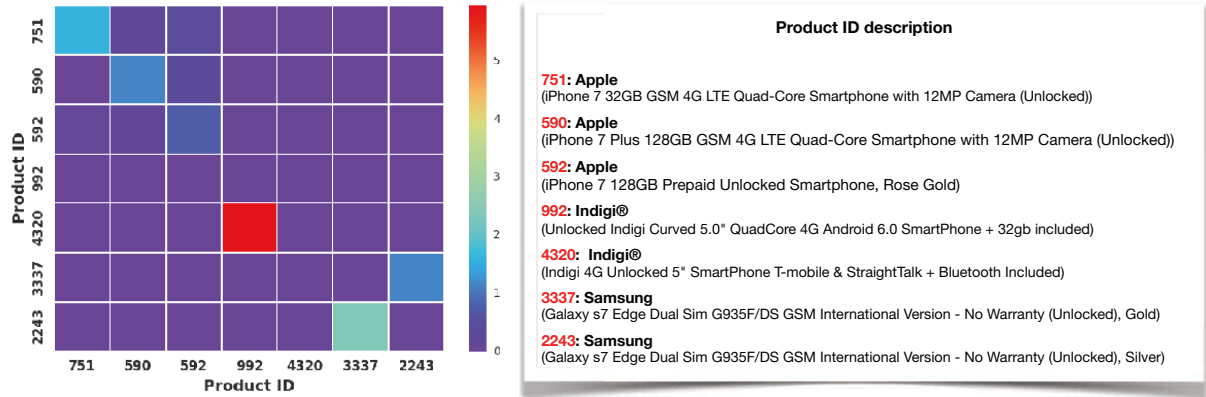 751
590
592
992
4320
3337
2243
Product ID
751 590 592 992 4320 3337 2243
Product ID
5
4
3
2
1
0
Product ID description
751: Apple
(iPhone 7 32GB GSM 4G LTE Quad-Core Smartphone with 12MP Camera (Unlocked))
590: Apple
(iPhone 7 Plus 128GB GSM 4G LTE Quad-Core Smartphone with 12MP Camera (Unlocked))
592: Apple
(iPhone 7 128GB Prepaid Unlocked Smartphone, Rose Gold)
992: Indigi®
(Unlocked Indigi Curved 5.0" QuadCore 4G Android 6.0 SmartPhone + 32gb included)
4320: Indigi®
(Indigi 4G Unlocked 5" SmartPhone T-mobile & StraightTalk + Bluetooth Included)
3337: Samsung
(Galaxy s7 Edge Dual Sim G935F/DS GSM International Version - No Warranty (Unlocked), Gold)
2243: Samsung
(Galaxy s7 Edge Dual Sim G935F/DS GSM International Version - No Warranty (Unlocked), Silver)